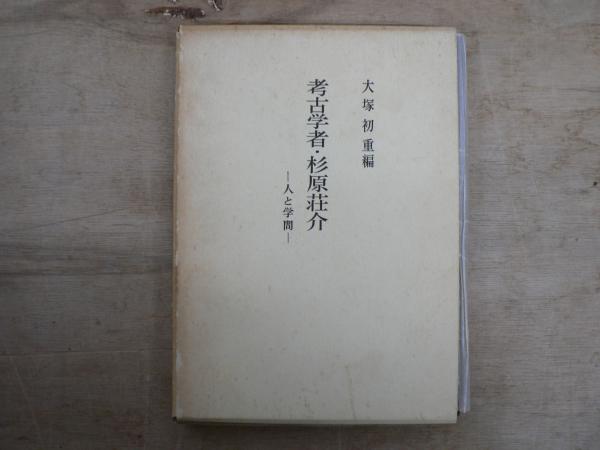 大塚初重編
考古学者・杉原荘介
―人と学問―